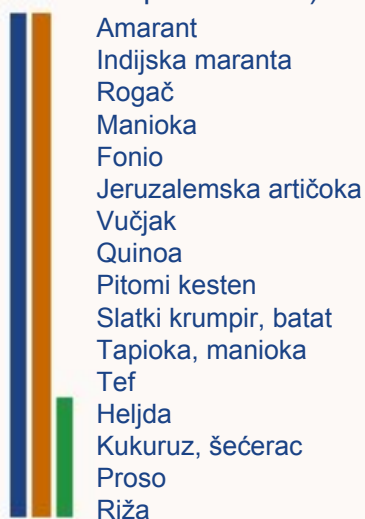 Amarant
Indijska maranta
Rogač
Manioka
Fonio
Jeruzalemska artičoka
Vučjak
Quinoa
Pitomi kesten
Slatki krumpir, batat
Tapioka, manioka
Tef
Heljda
Kukuruz, šećerac
Proso
Riža